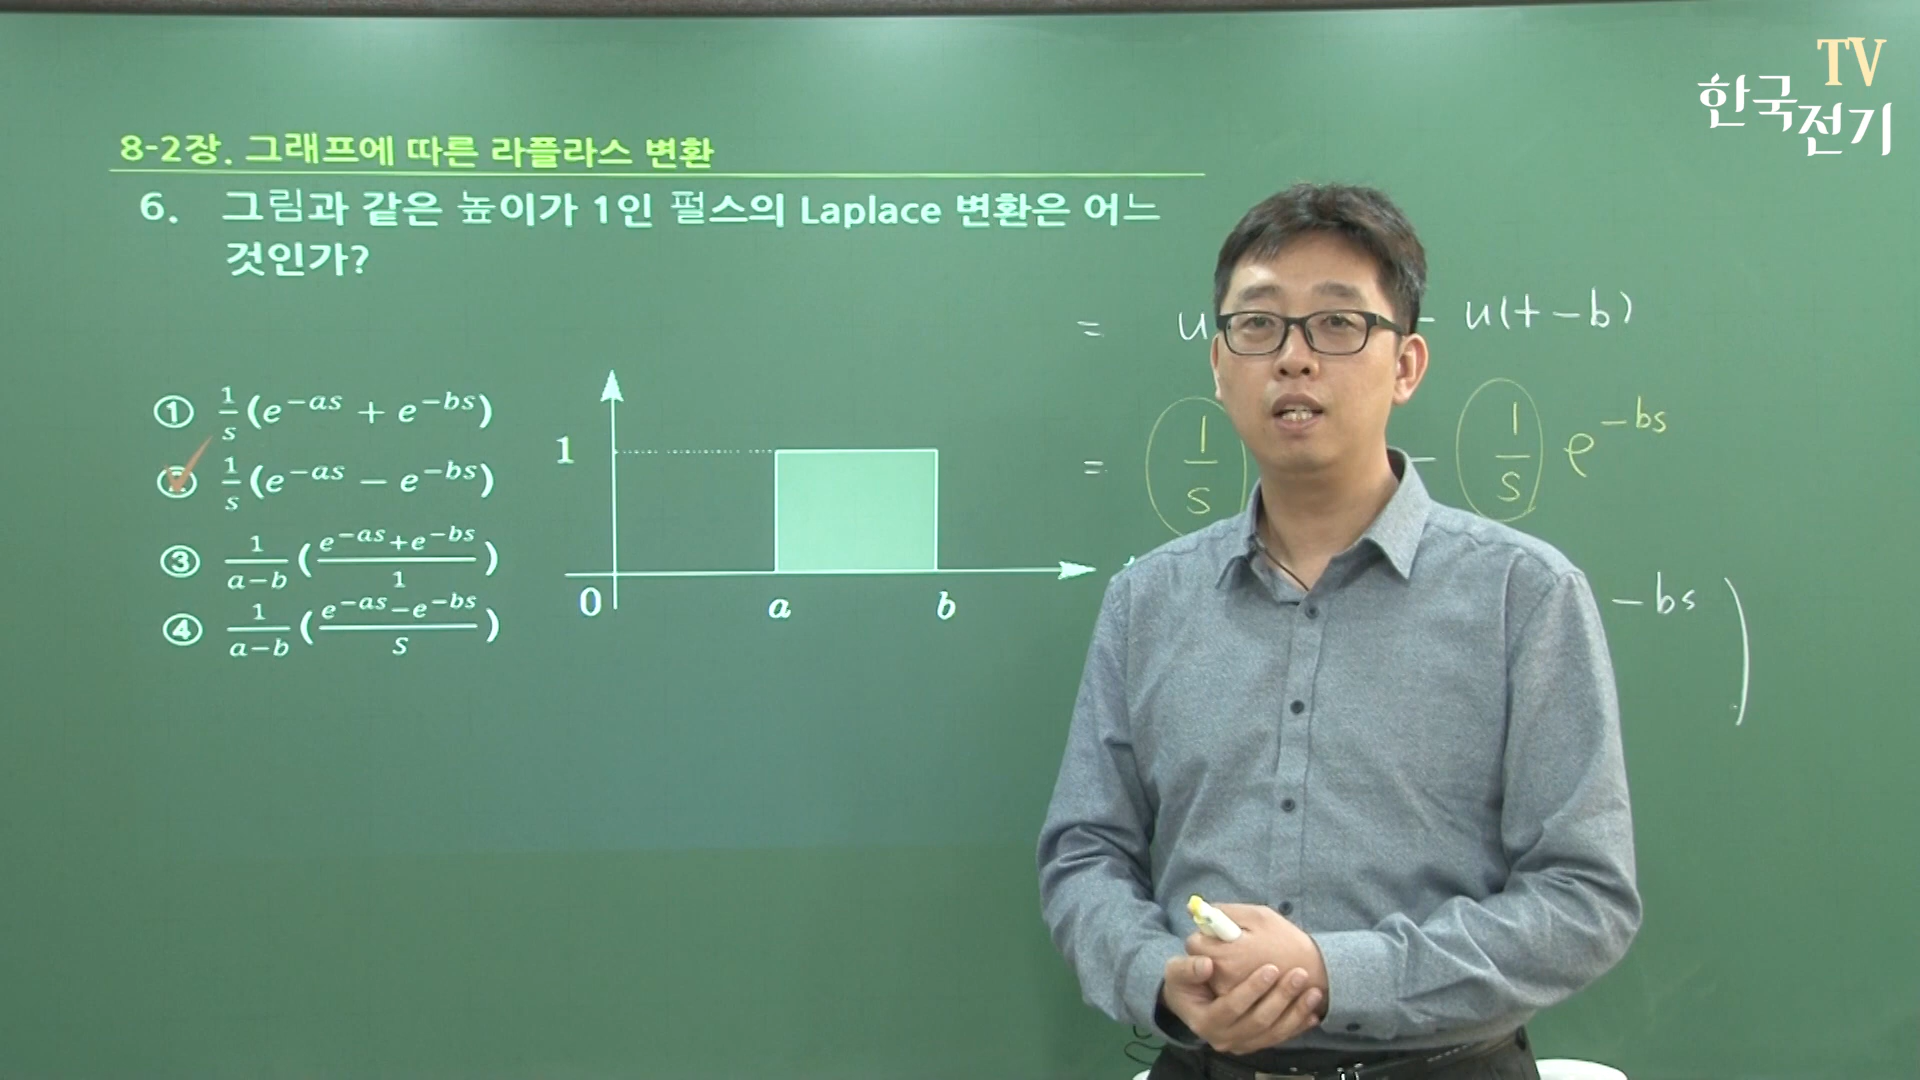 TV
한국전기
8-2장. 그래프에 따른 라플라스 변환
6. 그림과 같은 높이가 1인 펄스의 Laplace 변환은 어느
것인가?
① 1/s (e^{-as} + e^{-bs})
② 1/s (e^{-as} - e^{-bs})
③ 1/(a-b) ((e^{-as}+e^{-bs})/1)
④ 1/(a-b) ((e^{-as}-e^{-bs})/S)
1
0 a b
= u - u(t-b)
= 1/s - 1/s e^{-bs}
-bs )